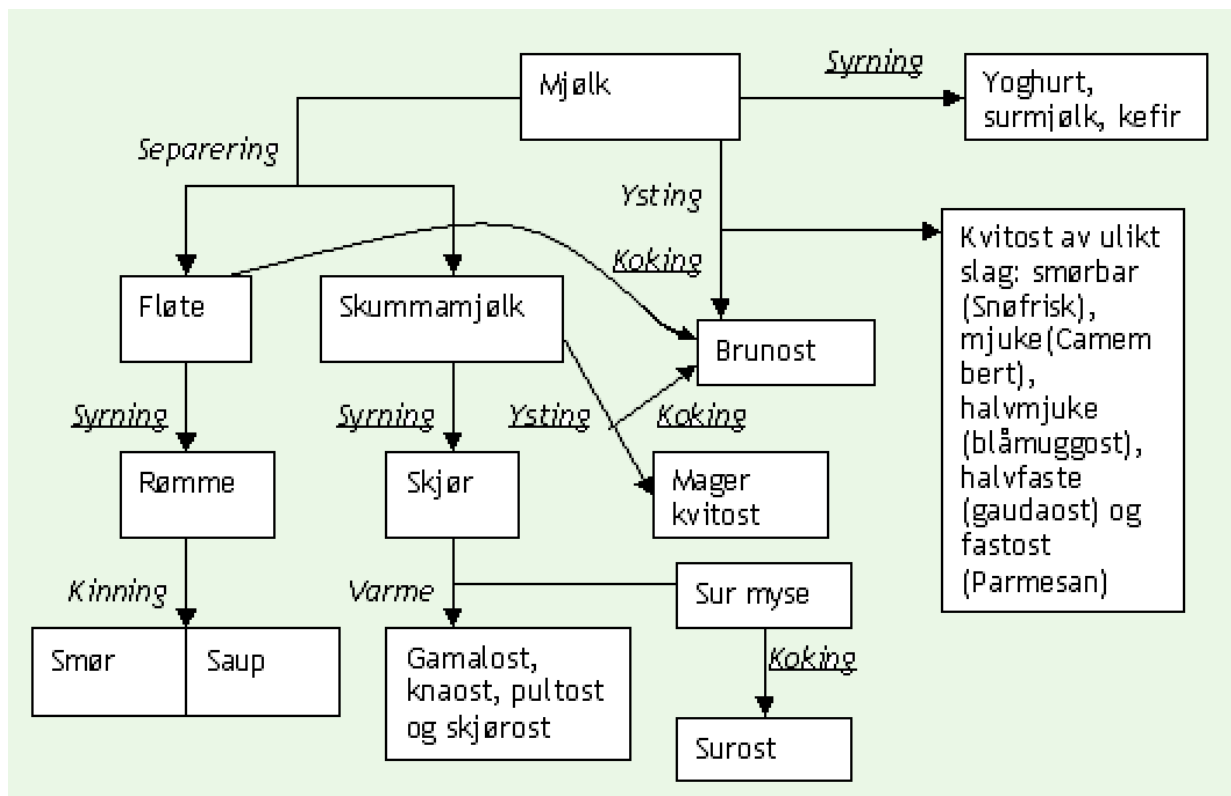 Mjølk
Syrning
Yoghurt,
surmjølk, kefir
Separering
Ysting
Koking
Kvitost av ulikt
slag: smørbar
(Snøfrisk),
mjuke(Camem
bert),
halvmjuke
(blåmuggost),
halvfaste
(gaudaost) og
fastost
(Parmesan)
Fløte
Skummamjølk
Brunost
Syrning
Syrning
Ysting
Koking
Rømme
Skjør
Mager
kvitost
Kinning
Varme
Sur myse
Smør
Saup
Gamalost,
knaost, pultost
og skjørost
Koking
Surost